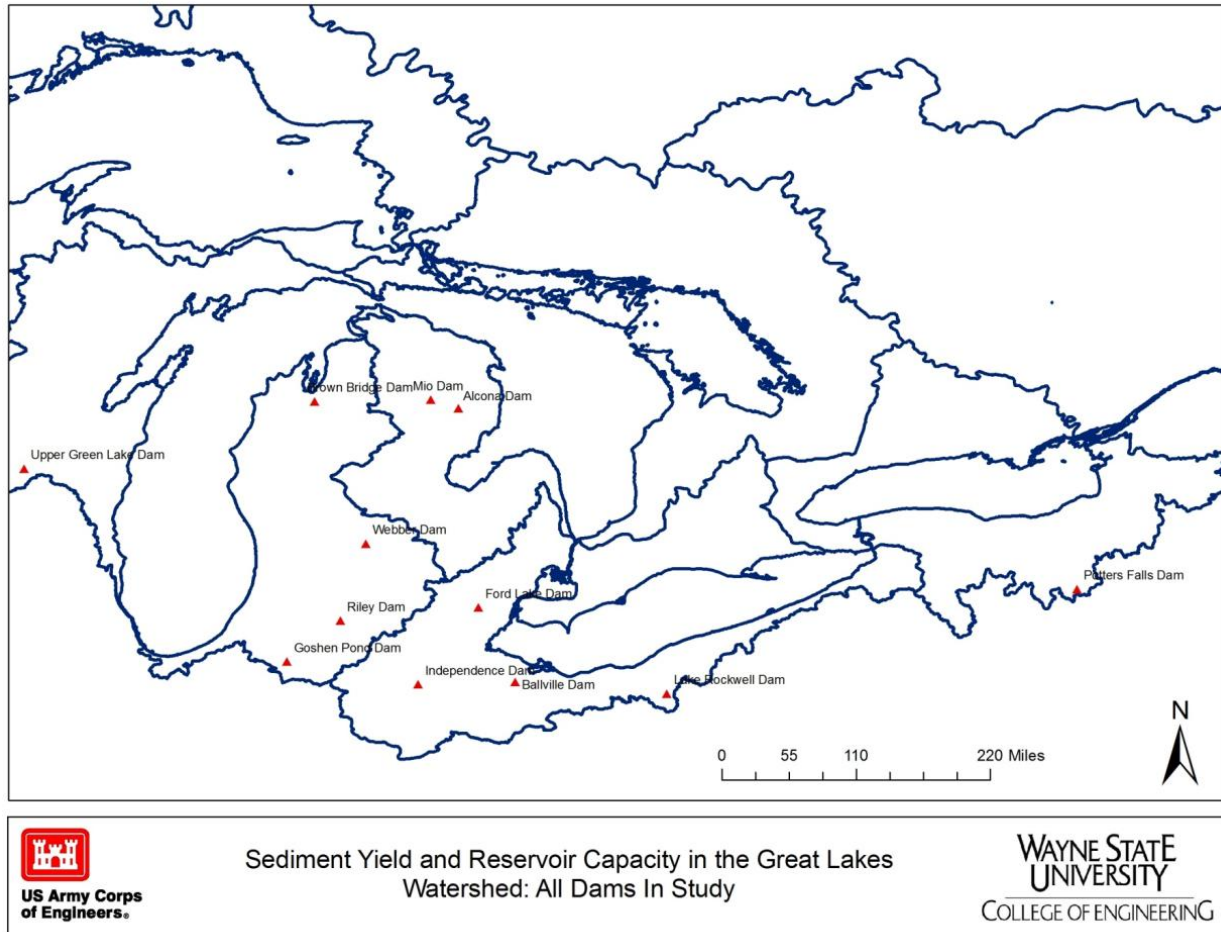 Brown Bridge Dam
Mio Dam
Alcona Dam
Upper Green Lake Dam
Webber Dam
Potters Falls Dam
Ford Lake Dam
Riley Dam
Goshen Pond Dam
Independence Dam
Ballville Dam
Lake Rockwell Dam
N
0 55 110 220 Miles
US Army Corps
of Engineers®
Sediment Yield and Reservoir Capacity in the Great Lakes
Watershed: All Dams In Study
WAYNE STATE
UNIVERSITY
COLLEGE OF ENGINEERING